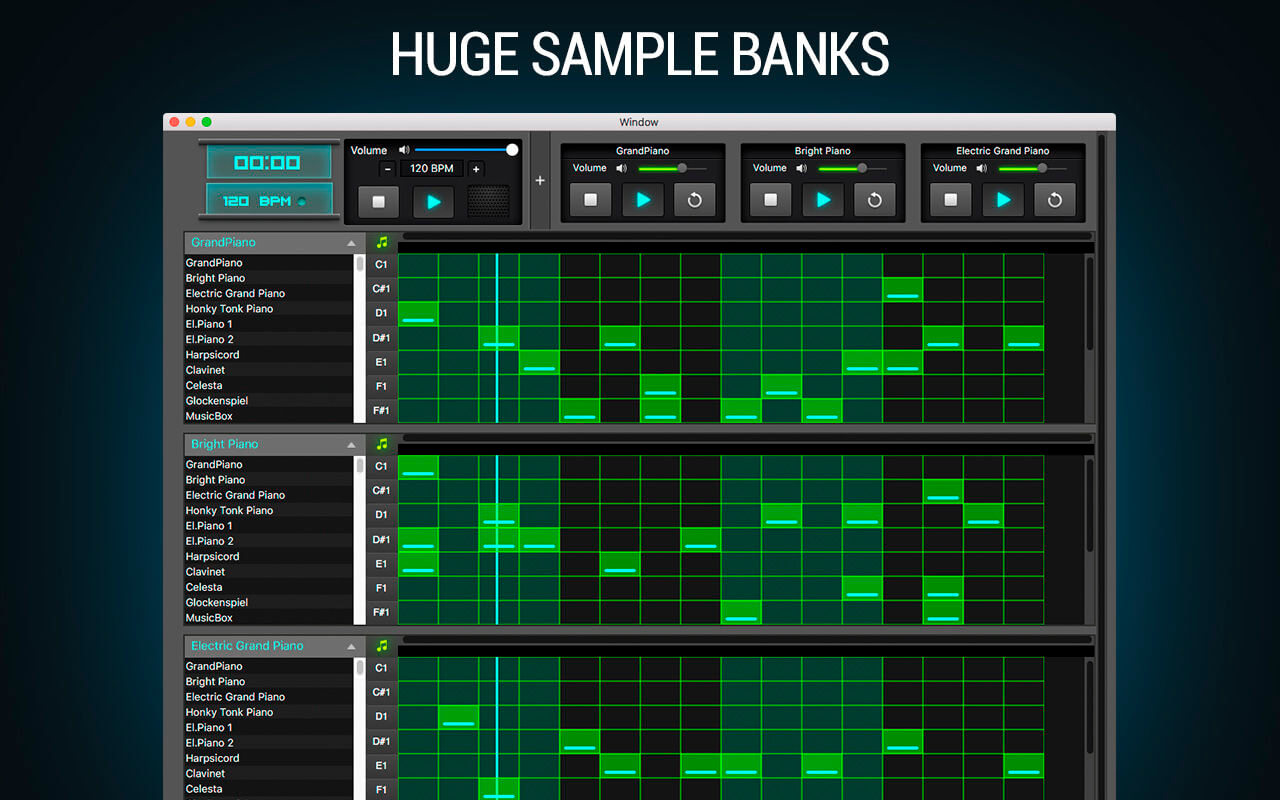 HUGE SAMPLE BANKS
Window
00:00
120 BPM
Volume
- 120 BPM +
+
GrandPiano
Volume
Bright Piano
Volume
Electric Grand Piano
Volume
GrandPiano
GrandPiano
Bright Piano
Electric Grand Piano
Honky Tonk Piano
El.Piano 1
El.Piano 2
Harpsicord
Clavinet
Celesta
Glockenspiel
MusicBox
C1
C#1
D1
D#1
E1
F1
F#1
Bright Piano
GrandPiano
Bright Piano
Electric Grand Piano
Honky Tonk Piano
El.Piano 1
El.Piano 2
Harpsicord
Clavinet
Celesta
Glockenspiel
MusicBox
C1
C#1
D1
D#1
E1
F1
F#1
Electric Grand Piano
GrandPiano
Bright Piano
Electric Grand Piano
Honky Tonk Piano
El.Piano 1
El.Piano 2
Harpsicord
Clavinet
Celesta
C1
C#1
D1
D#1
E1
F1